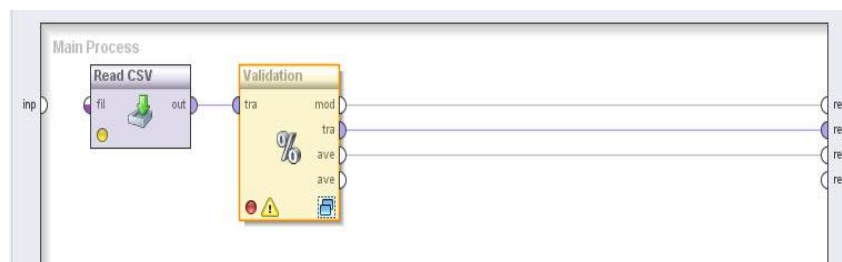 Main Process
Read CSV
Validation
inp
fil
out
tra
mod
re
tra
re
%
ave
re
ave
re